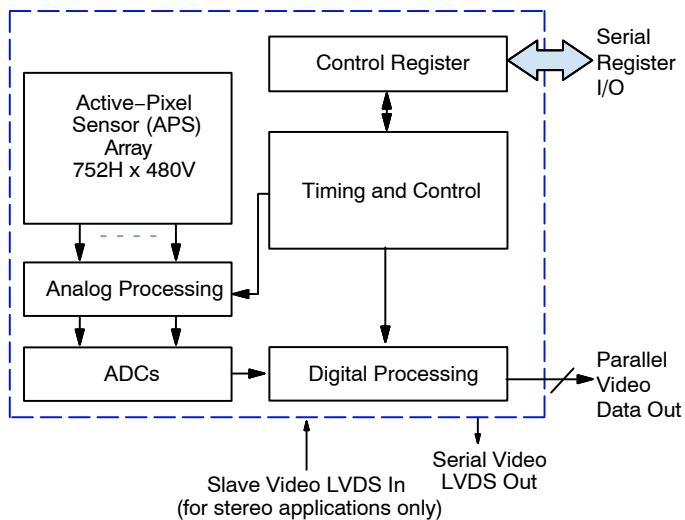 Control Register
Serial
Register
I/O
Active−Pixel
Sensor (APS)
Array
752H x 480V
Timing and Control
Analog Processing
ADCs
Digital Processing
Parallel
Video
Data Out
Slave Video LVDS In
(for stereo applications only)
Serial Video
LVDS Out